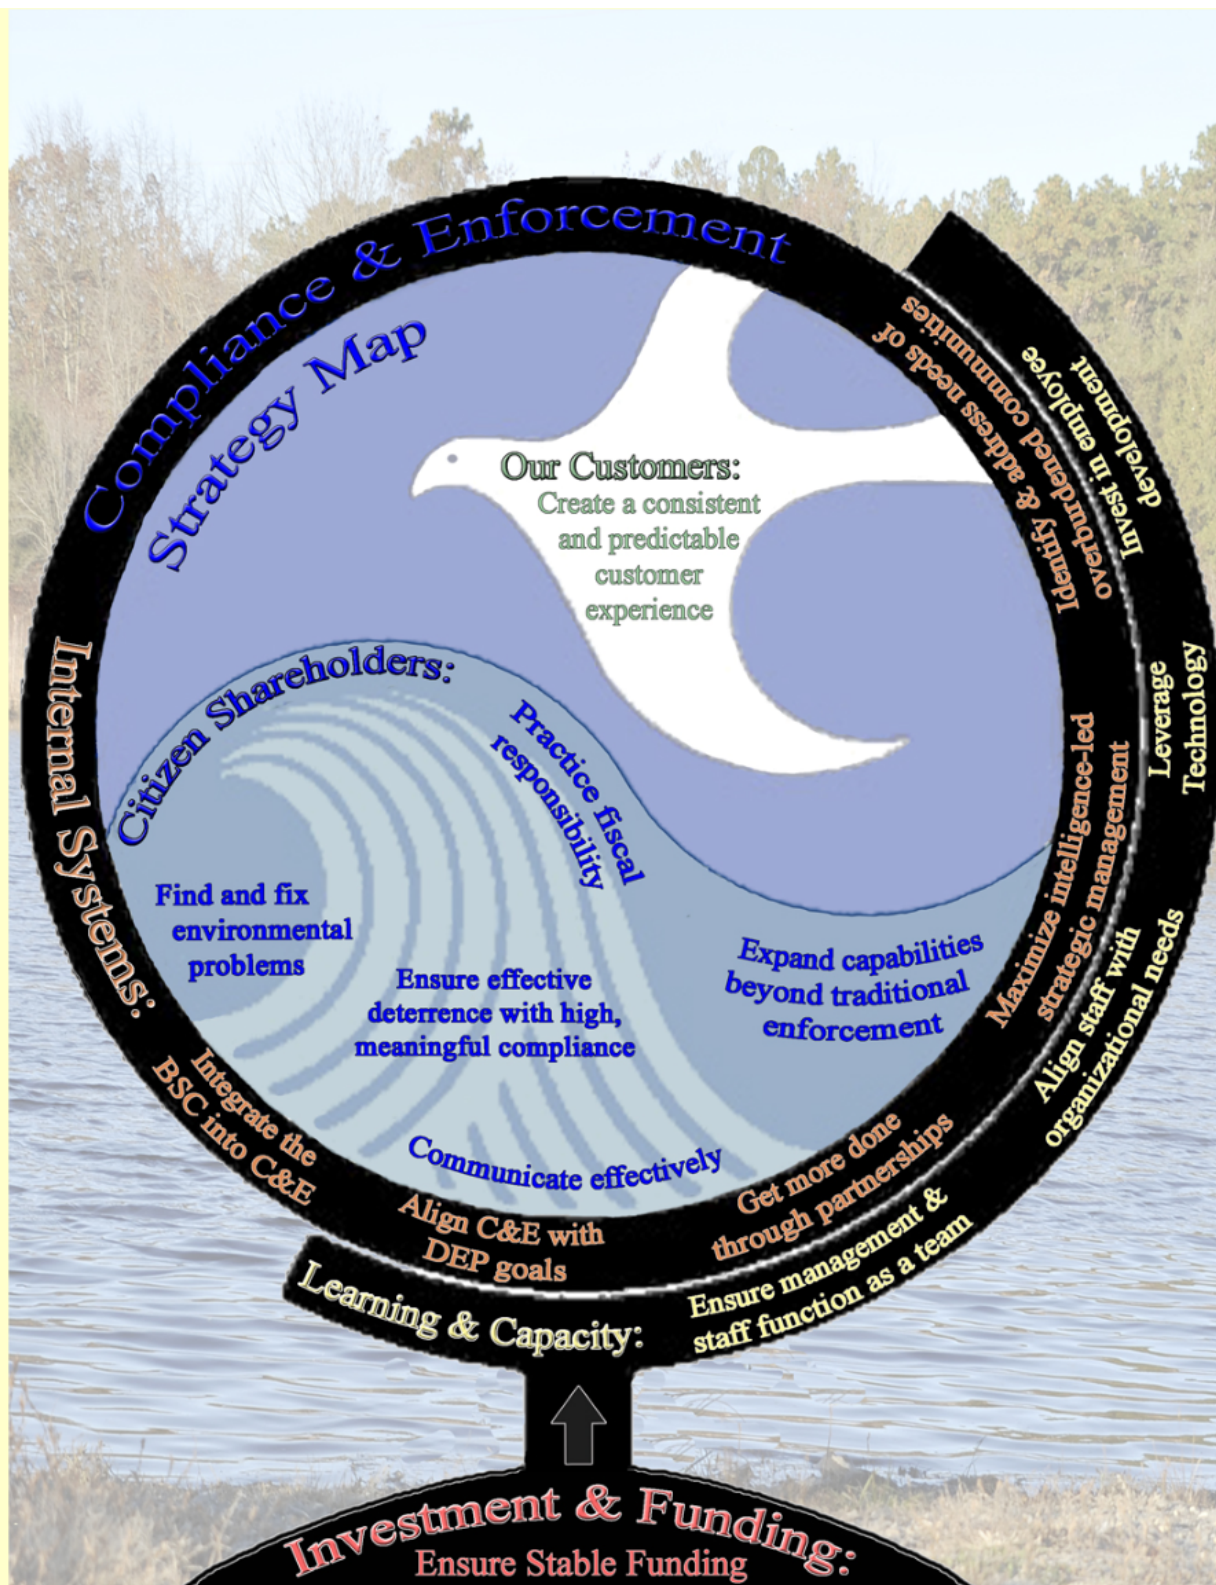 Compliance & Enforcement
Strategy Map
Our Customers:
Create a consistent
and predictable
customer
experience
Citizen Shareholders:
Practice fiscal
responsibility
Find and fix
environmental
problems
Ensure effective
deterrence with high,
meaningful compliance
Expand capabilities
beyond traditional
enforcement
Communicate effectively
Internal Systems:
Integrate the
BSC into C&E
Align C&E with
DEP goals
Get more done
through partnerships
Maximize intelligence-led
strategic management
Identify & address needs of
overburdened communities
Learning & Capacity:
Ensure management &
staff function as a team
Align staff with
organizational needs
Leverage
Technology
Invest in employee
development
Investment & Funding:
Ensure Stable Funding